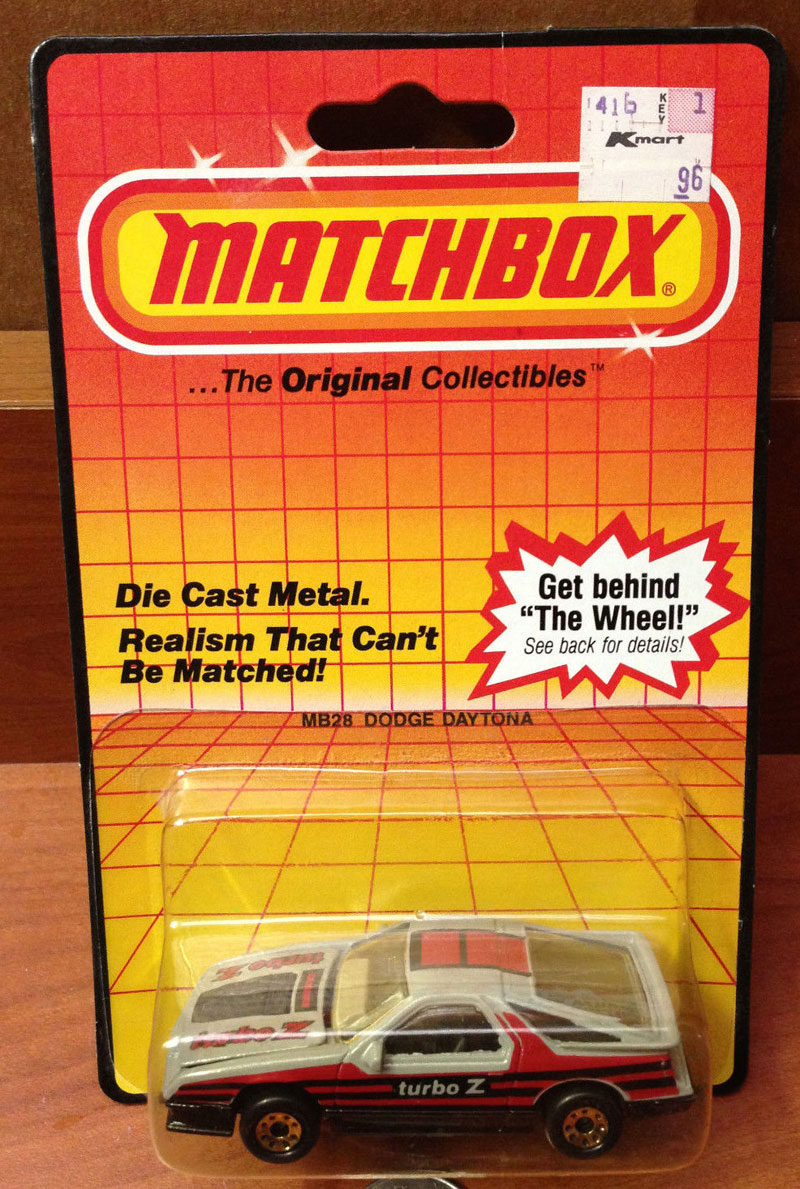 416 KEY 1
Kmart
96
MATCHBOX®
...The Original Collectibles™
Die Cast Metal.
Realism That Can't
Be Matched!
Get behind
“The Wheel!”
See back for details!
MB28 DODGE DAYTONA
turbo Z
turbo Z
turbo Z